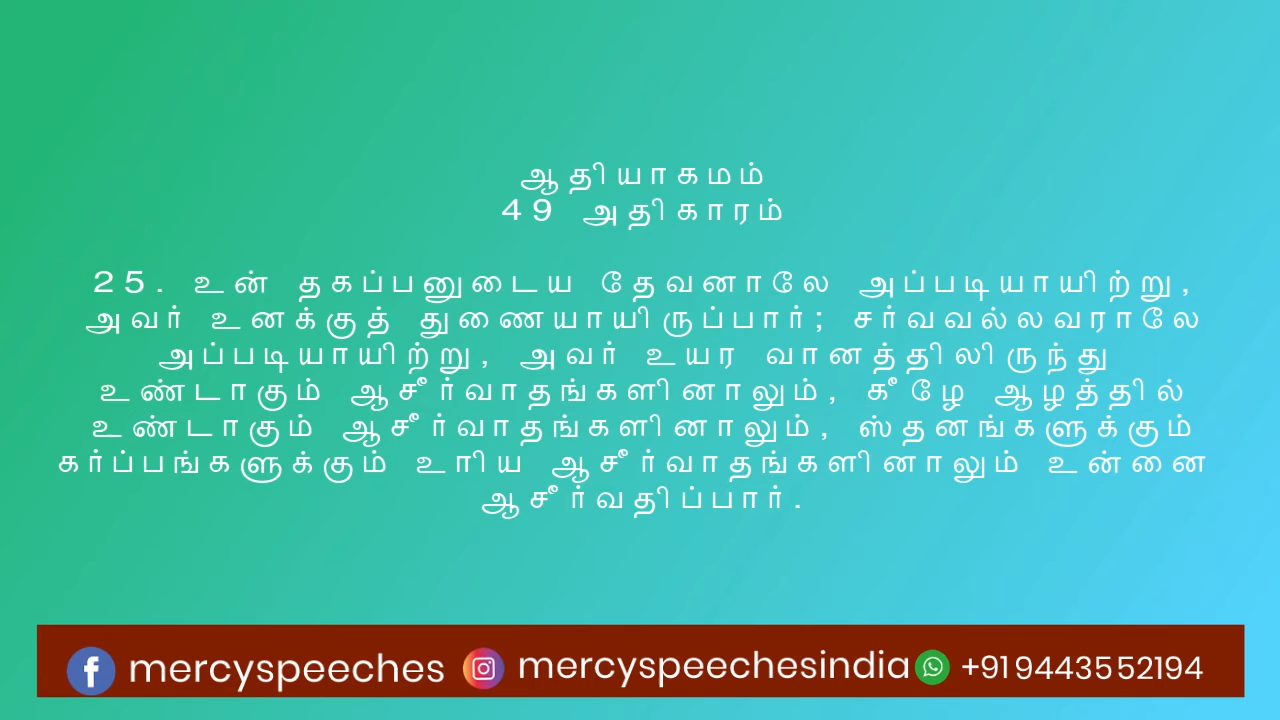 ஆதியாகமம்
49 அதிகாரம்
25. உன் தகப்பனுடைய தேவனாலே அப்படியாயிற்று,
அவர் உனக்குத் துணையாயிருப்பார்; சர்வவல்லவராலே
அப்படியாயிற்று, அவர் உயர வானத்திலிருந்து
உண்டாகும் ஆசீர்வாதங்களினாலும், கீழே ஆழத்தில்
உண்டாகும் ஆசீர்வாதங்களினாலும், ஸ்தனங்களுக்கும்
கர்ப்பங்களுக்கும் உரிய ஆசீர்வாதங்களினாலும் உன்னை
ஆசீர்வதிப்பார்.
mercyspeeches mercyspeechesindia +919443552194